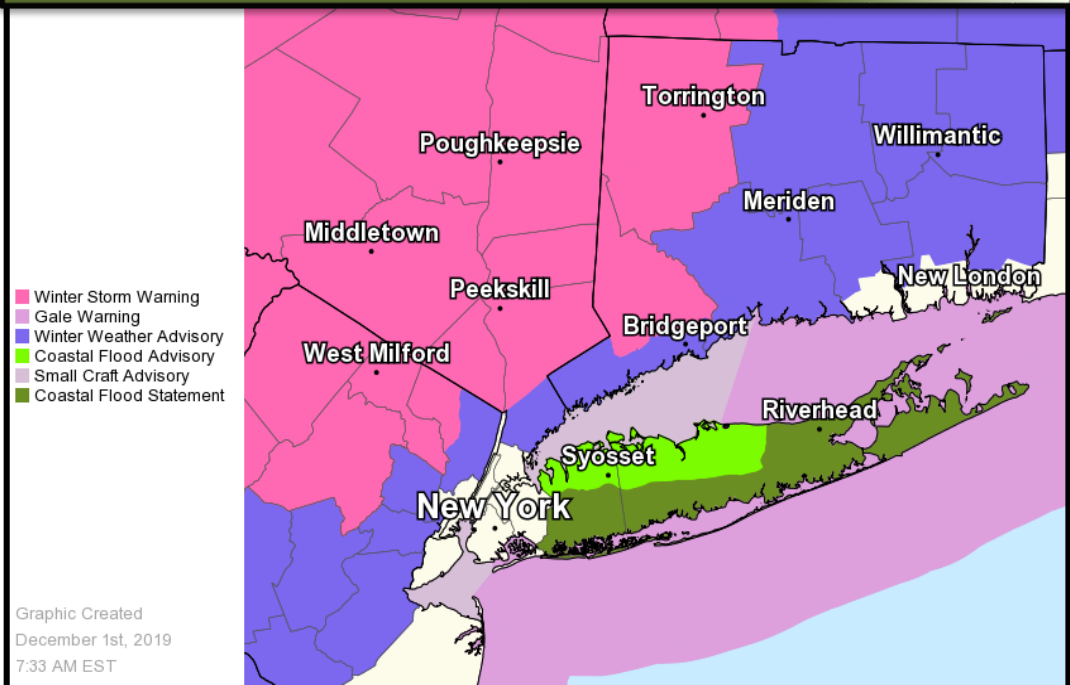 Torrington
Poughkeepsie
Willimantic
Meriden
Middletown
New London
Peekskill
Winter Storm Warning
Gale Warning
Winter Weather Advisory
Coastal Flood Advisory
Small Craft Advisory
Coastal Flood Statement
Bridgeport
West Milford
Riverhead
Syosset
New York
Graphic Created
December 1st, 2019
7:33 AM EST